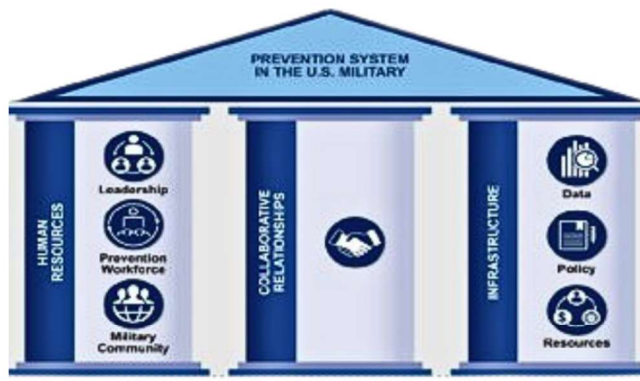 PREVENTION SYSTEM
IN THE U.S. MILITARY
HUMAN
RESOURCES
Leadership
Prevention
Workforce
Military
Community
COLLABORATIVE
RELATIONSHIPS
INFRASTRUCTURE
Data
Policy
$
Resources